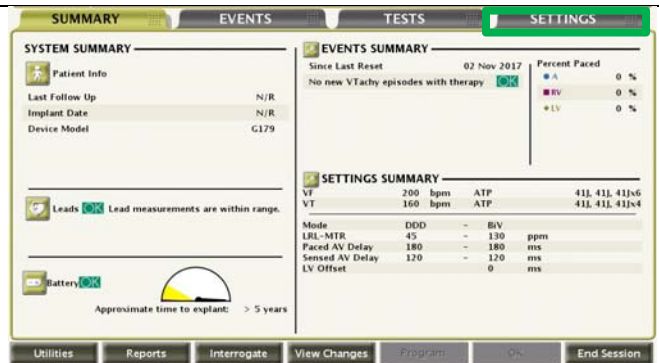 SUMMARY EVENTS TESTS SETTINGS
SYSTEM SUMMARY
Patient Info
Last Follow Up N/R
Implant Date N/R
Device Model G179
Leads OK Lead measurements are within range.
Battery OK
Approximate time to explant: > 5 years
EVENTS SUMMARY
Since Last Reset 02 Nov 2017
No new VTachy episodes with therapy OK
Percent Paced
A 0 %
RV 0 %
LV 0 %
SETTINGS SUMMARY
VF 200 bpm ATP 41J, 41J, 41Jx6
VT 160 bpm ATP 41J, 41J, 41Jx4
Mode DDD - BiV
LRL-MTR 45 - 130 ppm
Paced AV Delay 180 - 180 ms
Sensed AV Delay 120 - 120 ms
LV Offset 0 ms
Utilities Reports Interrogate View Changes Program OK End Session